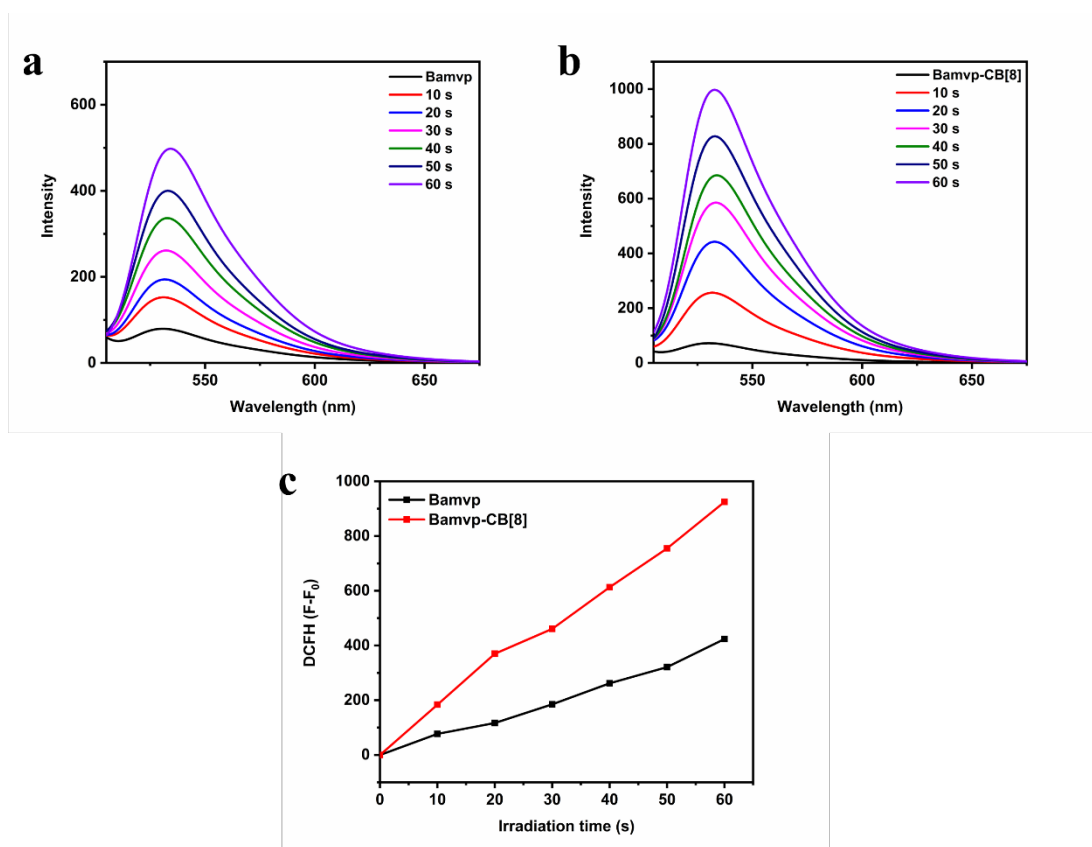 a
600
400
200
0
Intensity
550
600
650
Wavelength (nm)
Bamvp
10 s
20 s
30 s
40 s
50 s
60 s
b
1000
800
600
400
200
0
Intensity
550
600
650
Wavelength (nm)
Bamvp-CB[8]
10 s
20 s
30 s
40 s
50 s
60 s
c
1000
800
600
400
200
0
DCFH (F-F₀)
0
10
20
30
40
50
60
Irradiation time (s)
Bamvp
Bamvp-CB[8]